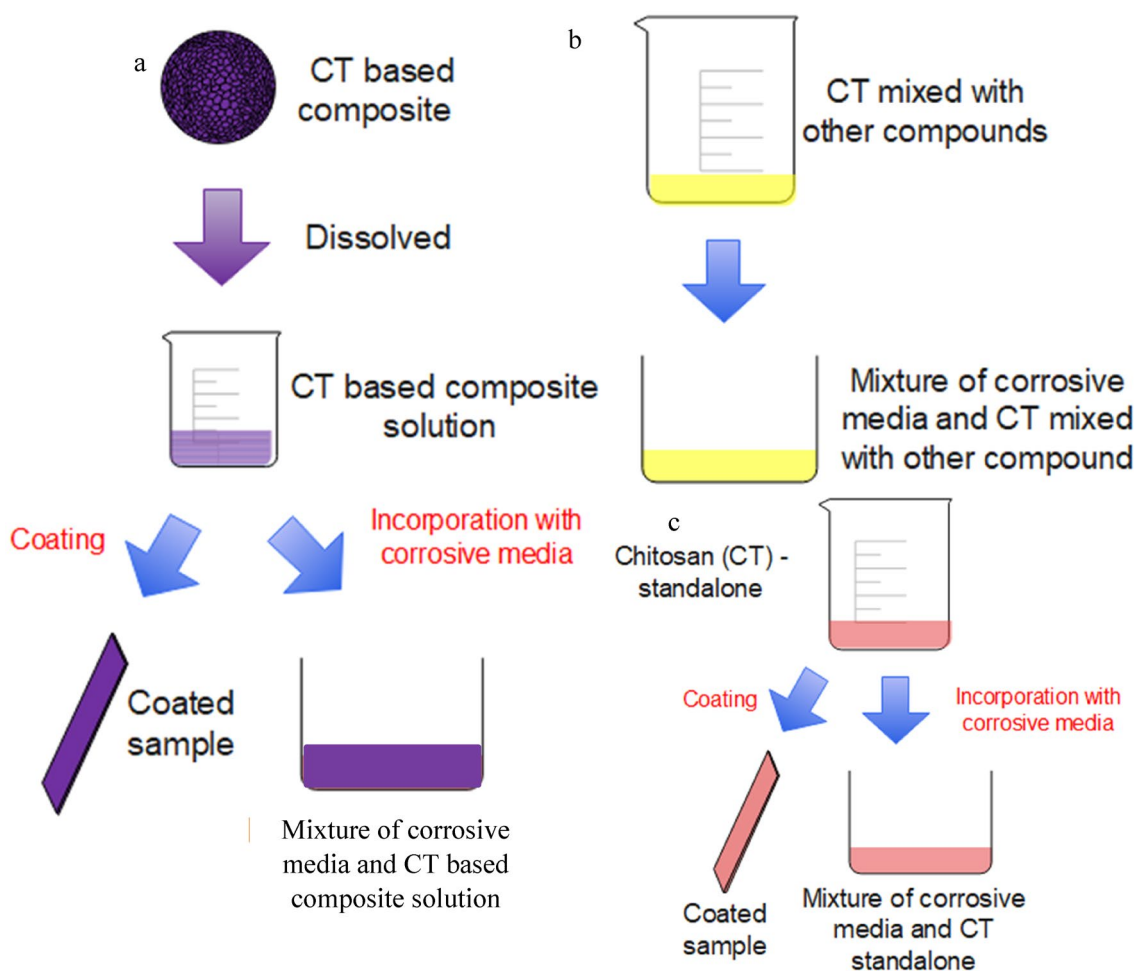 a
CT based
composite
Dissolved
CT based composite
solution
Coating
Incorporation with
corrosive media
Coated
sample
Mixture of corrosive
media and CT based
composite solution
b
CT mixed with
other compounds
Mixture of corrosive
media and CT mixed
with other compound
c
Chitosan (CT) -
standalone
Coating
Incorporation with
corrosive media
Coated
sample
Mixture of corrosive
media and CT
standalone